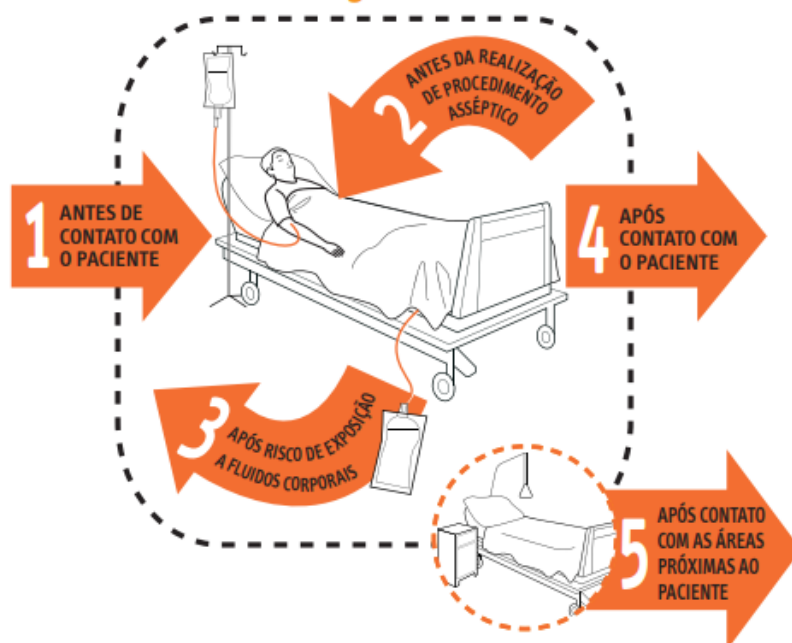 1
ANTES DE
CONTATO COM
O PACIENTE
2
ANTES DA REALIZAÇÃO
DE PROCEDIMENTO
ASSÉPTICO
3
APÓS RISCO DE EXPOSIÇÃO
A FLUIDOS CORPORAIS
4
APÓS
CONTATO COM
O PACIENTE
5
APÓS CONTATO
COM AS ÁREAS
PRÓXIMAS AO
PACIENTE